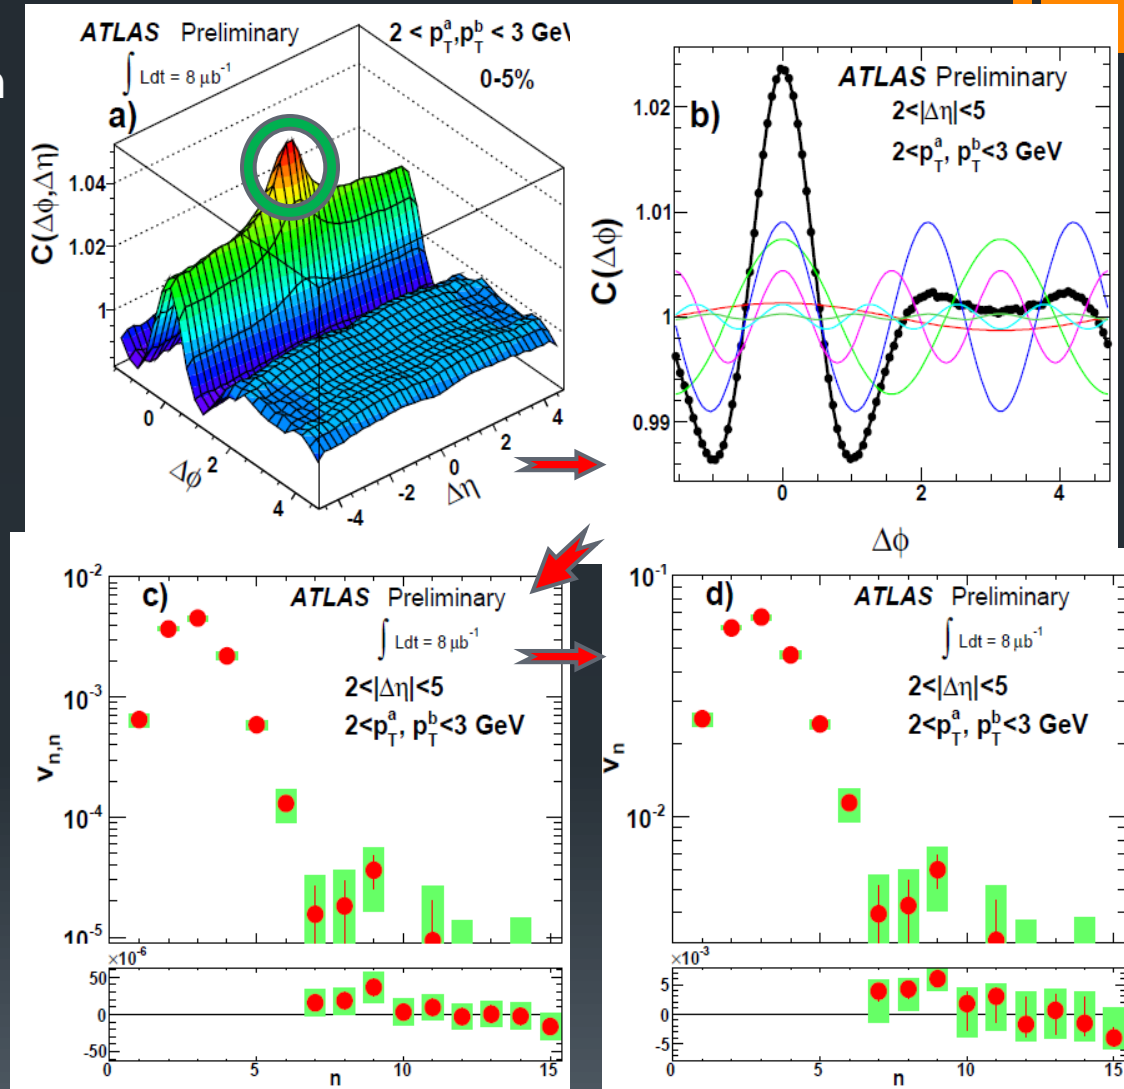 n
ATLAS Preliminary
∫ Ldt = 8 μb⁻¹
2 < p_T^a,p_T^b < 3 GeV
0-5%
a)
C(Δϕ,Δη)
1.04
1.02
1
0
2
4
Δϕ
-4
-2
0
2
4
Δη
ATLAS Preliminary
b)
2<|Δη|<5
2<p_T^a, p_T^b<3 GeV
C(Δϕ)
1.02
1.01
1
0.99
0 2 4
Δϕ
c)
ATLAS Preliminary
∫ Ldt = 8 μb⁻¹
2<|Δη|<5
2<p_T^a, p_T^b<3 GeV
v_n,n
10⁻²
10⁻³
10⁻⁴
10⁻⁵
×10⁻⁶
50
0
-50
0 5 10 15
n
d)
ATLAS Preliminary
∫ Ldt = 8 μb⁻¹
2<|Δη|<5
2<p_T^a, p_T^b<3 GeV
v_n
10⁻¹
10⁻²
×10⁻³
5
0
-5
0 5 10 15
n